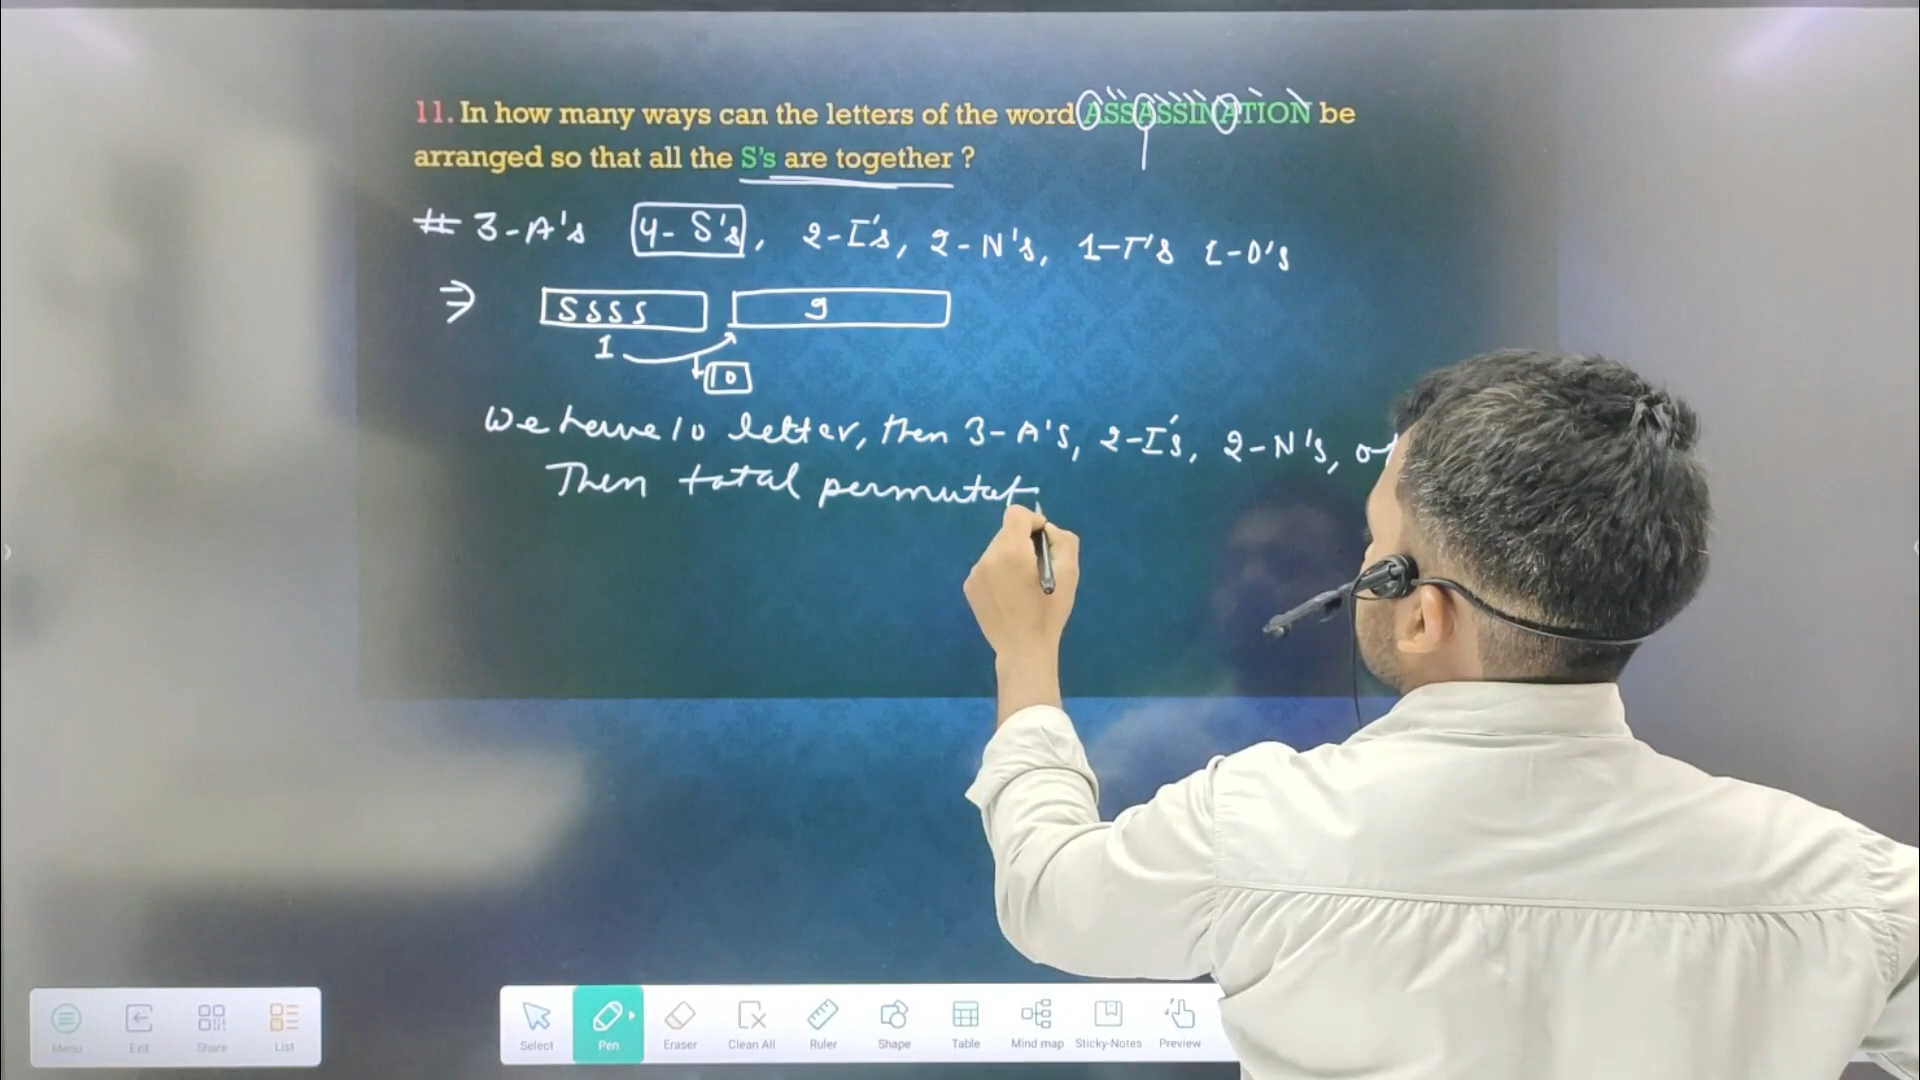 11. In how many ways can the letters of the word ASSASSINATION be
arranged so that all the S's are together ?
# 3-A's 4-S's, 2-I's, 2-N's, 1-T's 1-O's
⇒ SSSS 9
1
10
We have 10 letter, then 3-A's, 2-I's, 2-N's,
Then total permutat
Menu Exit Share List
Select Pen Eraser Clean All Ruler Shape Table Mind map Sticky-Notes Preview